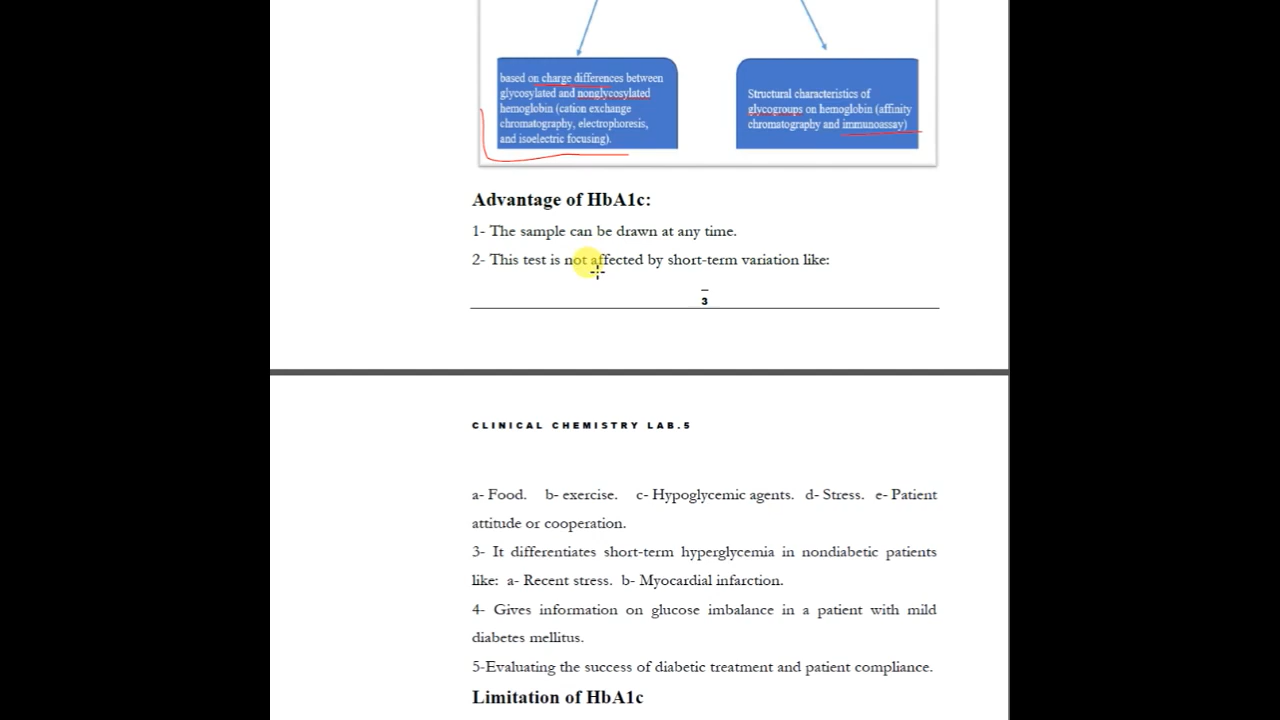 based on charge differences between
glycosylated and nonglycosylated
hemoglobin (cation exchange
chromatography, electrophoresis,
and isoelectric focusing).
Structural characteristics of
glycogroups on hemoglobin (affinity
chromatography and immunoassay)
Advantage of HbA1c:
1- The sample can be drawn at any time.
2- This test is not affected by short-term variation like:
3
CLINICAL CHEMISTRY LAB.5
a- Food. b- exercise. c- Hypoglycemic agents. d- Stress. e- Patient
attitude or cooperation.
3- It differentiates short-term hyperglycemia in nondiabetic patients
like: a- Recent stress. b- Myocardial infarction.
4- Gives information on glucose imbalance in a patient with mild
diabetes mellitus.
5-Evaluating the success of diabetic treatment and patient compliance.
Limitation of HbA1c